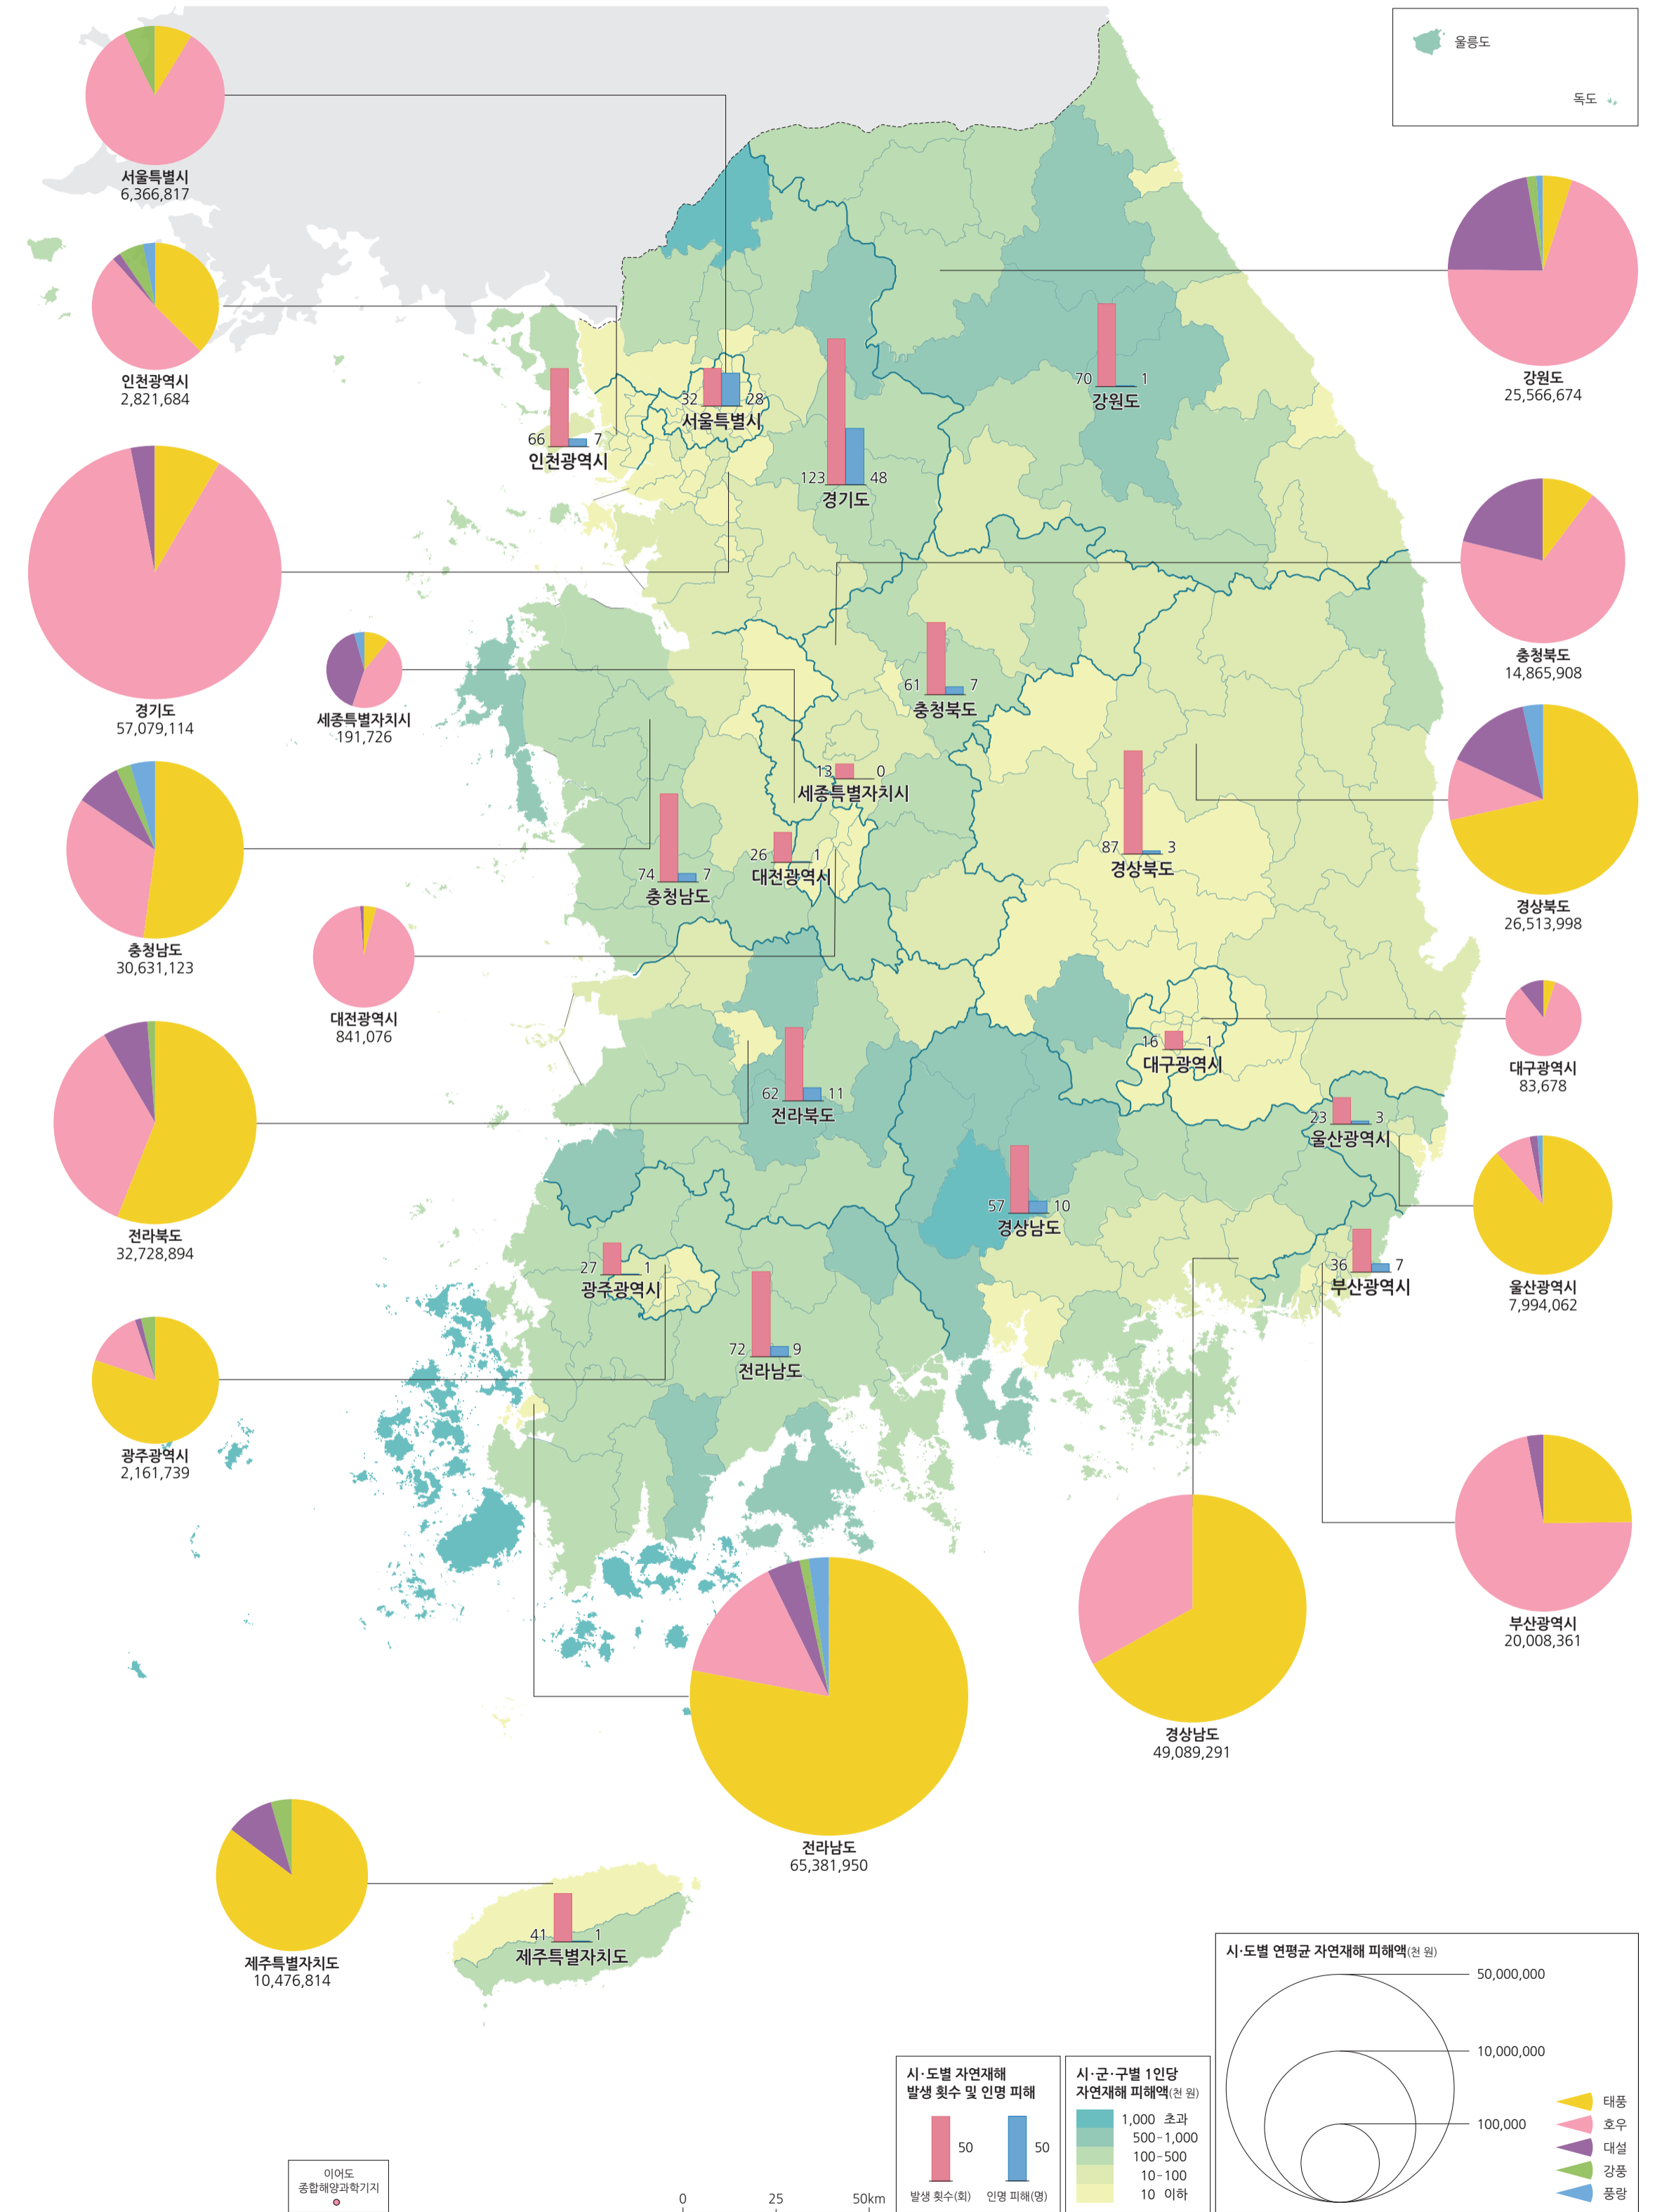 울릉도
독도
서울특별시
6,366,817
인천광역시
2,821,684
강원도
25,566,674
70
1
강원도
32
28
서울특별시
66
7
인천광역시
123
48
경기도
충청북도
14,865,908
경기도
57,079,114
세종특별자치시
191,726
61
7
충청북도
13
0
세종특별자치시
87
3
경상북도
26
1
대전광역시
74
7
충청남도
경상북도
26,513,998
충청남도
30,631,123
대전광역시
841,076
16
1
대구광역시
대구광역시
83,678
62
11
전라북도
23
3
울산광역시
57
10
경상남도
전라북도
32,728,894
27
1
광주광역시
36
7
부산광역시
울산광역시
7,994,062
72
9
전라남도
광주광역시
2,161,739
부산광역시
20,008,361
경상남도
49,089,291
전라남도
65,381,950
제주특별자치도
10,476,814
41
1
제주특별자치도
시·도별 연평균 자연재해 피해액(천 원)
50,000,000
10,000,000
100,000
태풍
호우
대설
강풍
풍랑
시·도별 자연재해
발생 횟수 및 인명 피해
50
50
발생 횟수(회)
인명 피해(명)
시·군·구별 1인당
자연재해 피해액(천 원)
1,000 초과
500-1,000
100-500
10-100
10 이하
이어도
종합해양과학기지
0
25
50km